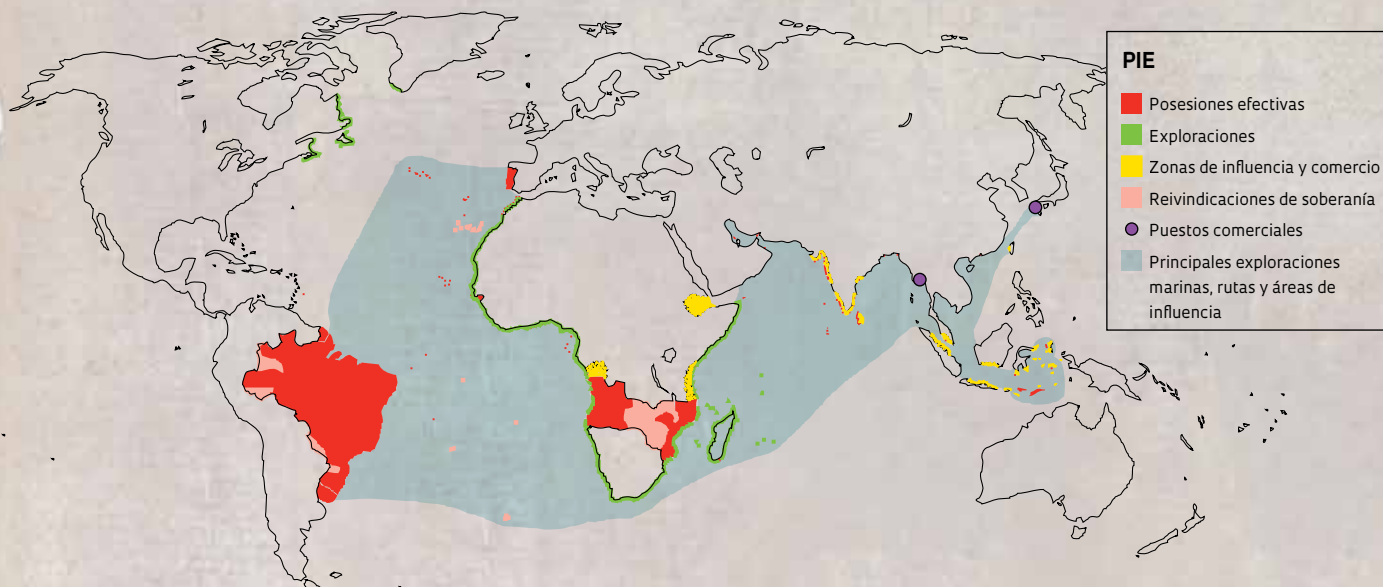 PIE
Posesiones efectivas
Exploraciones
Zonas de influencia y comercio
Reivindicaciones de soberanía
Puestos comerciales
Principales exploraciones
marinas, rutas y áreas de
influencia